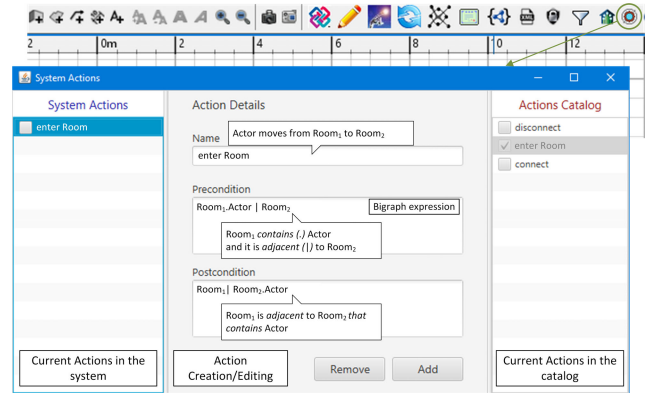 2 0m 2 4 6 8 10 12
System Actions
System Actions
Action Details
Actions Catalog
enter Room
Name
Actor moves from Room₁ to Room₂
enter Room
disconnect
enter Room
connect
Precondition
Room₁.Actor | Room₂
Bigraph expression
Room₁ contains (.) Actor
and it is adjacent (|) to Room₂
Postcondition
Room₁| Room₂.Actor
Room₁ is adjacent to Room₂ that
contains Actor
Current Actions in the
system
Action
Creation/Editing
Remove
Add
Current Actions in the
catalog